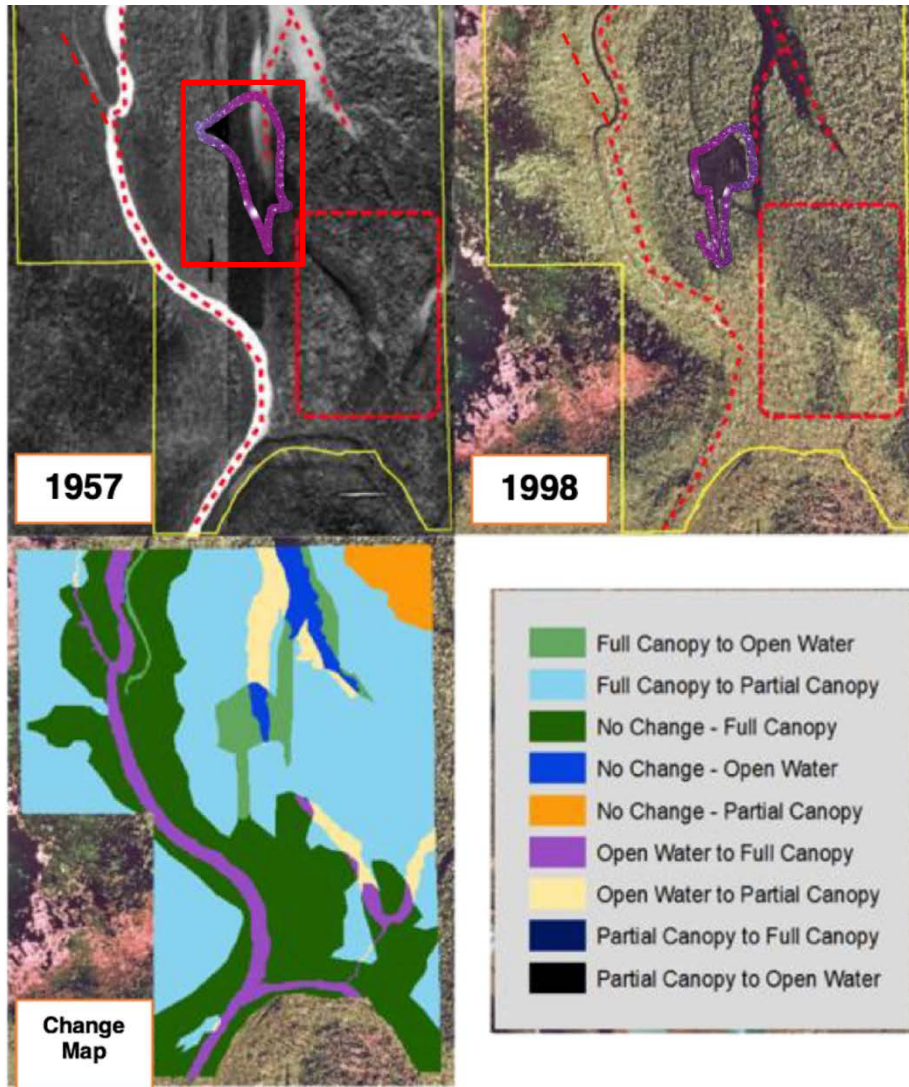 1957
1998
Change
Map
Full Canopy to Open Water
Full Canopy to Partial Canopy
No Change - Full Canopy
No Change - Open Water
No Change - Partial Canopy
Open Water to Full Canopy
Open Water to Partial Canopy
Partial Canopy to Full Canopy
Partial Canopy to Open Water